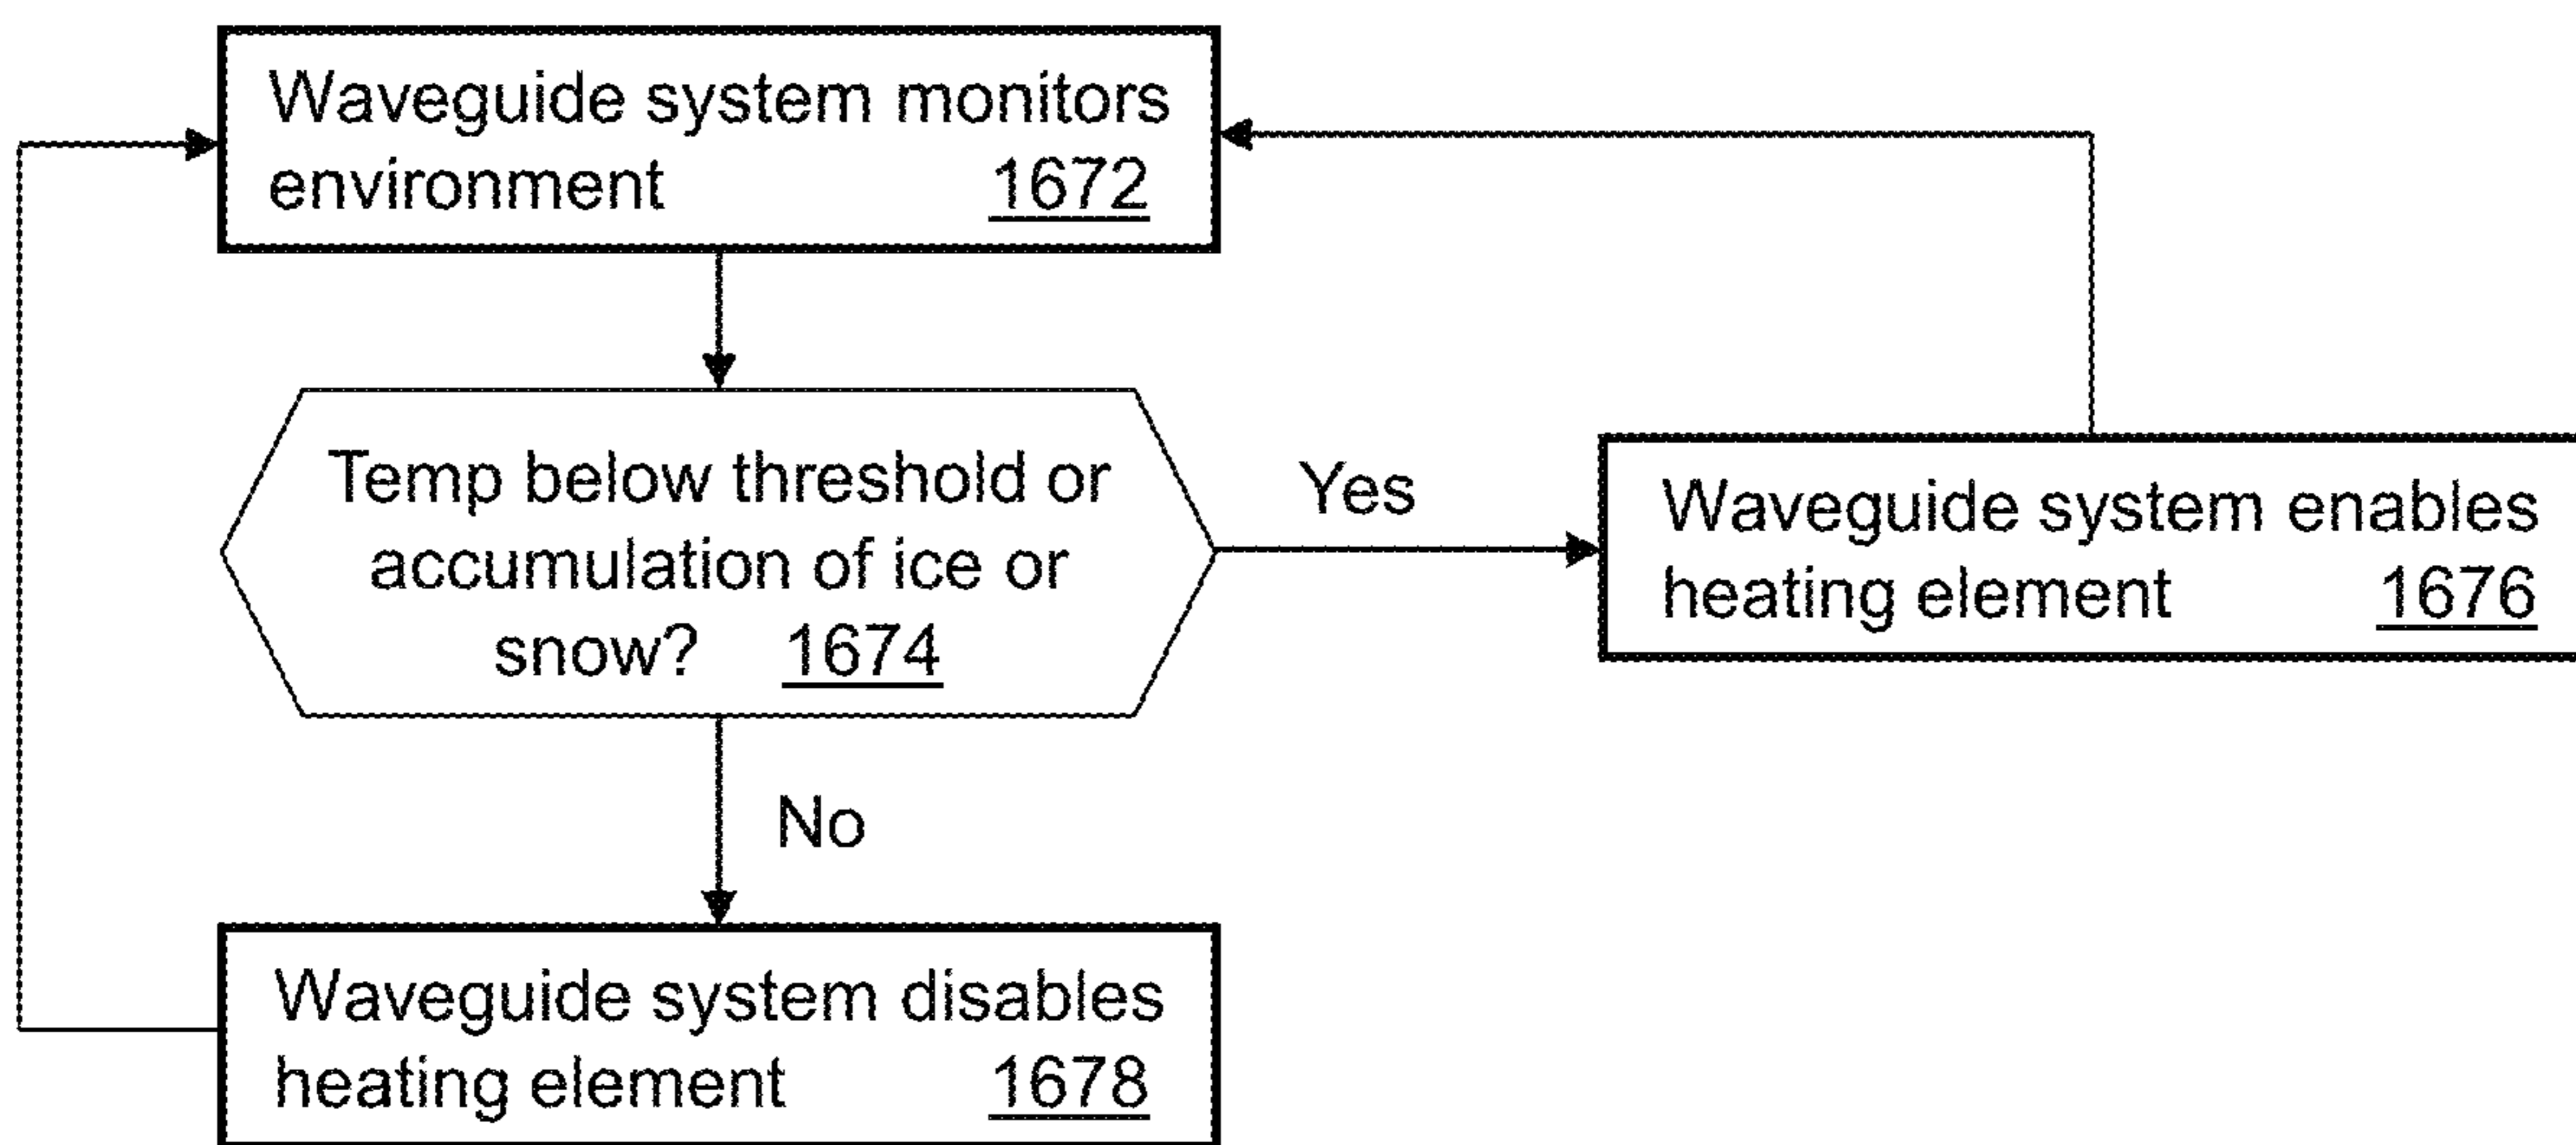 Waveguide system monitors
environment 1672
Temp below threshold or
accumulation of ice or
snow? 1674
Yes
Waveguide system enables
heating element 1676
No
Waveguide system disables
heating element 1678